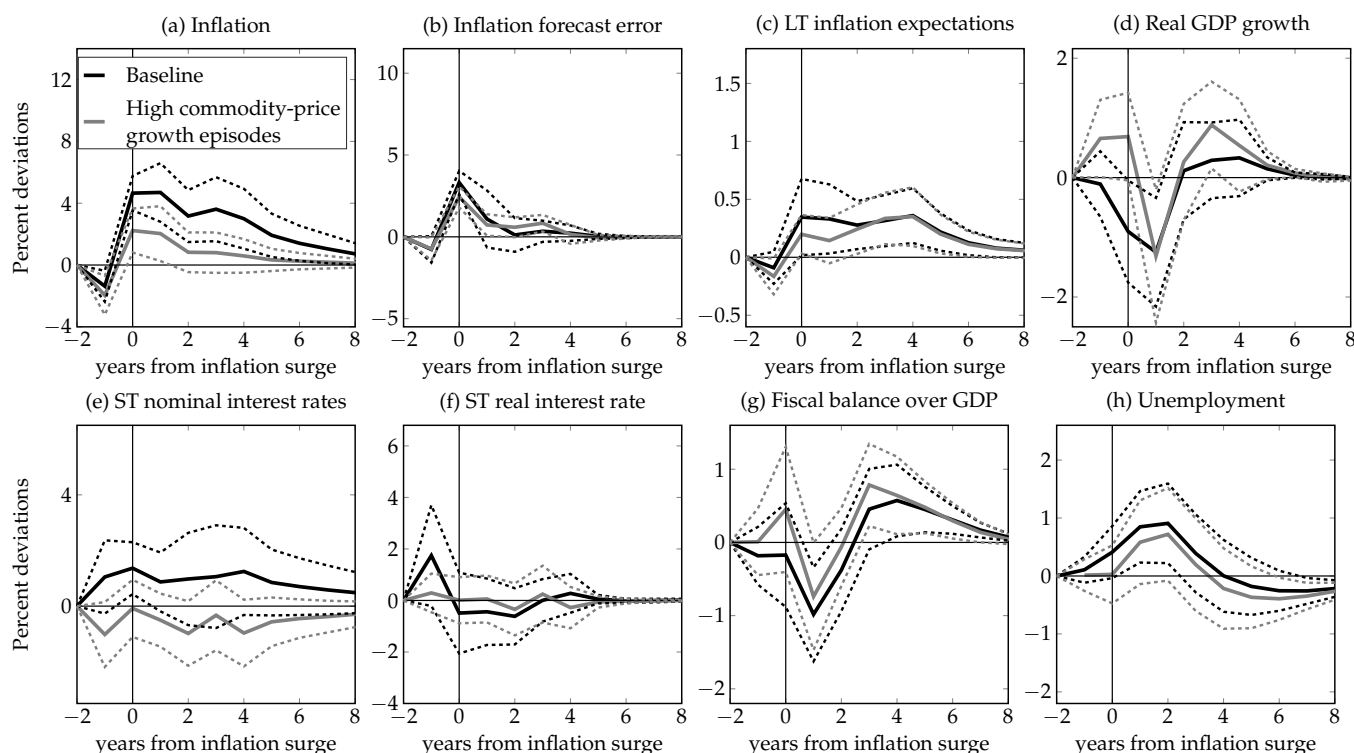 (a) Inflation
(b) Inflation forecast error
(c) LT inflation expectations
(d) Real GDP growth
Percent deviations
12
8
4
0
−4
Baseline
High commodity-price
growth episodes
−2 0 2 4 6 8
years from inflation surge
10
5
0
−5
−2 0 2 4 6 8
years from inflation surge
1.5
1
0.5
0
−0.5
−2 0 2 4 6 8
years from inflation surge
2
0
−2
−2 0 2 4 6 8
years from inflation surge
(e) ST nominal interest rates
(f) ST real interest rate
(g) Fiscal balance over GDP
(h) Unemployment
Percent deviations
4
0
−2 0 2 4 6 8
years from inflation surge
6
4
2
0
−2
−4
−2 0 2 4 6 8
years from inflation surge
1
0
−1
−2
−2 0 2 4 6 8
years from inflation surge
2
1
0
−1
−2
−2 0 2 4 6 8
years from inflation surge